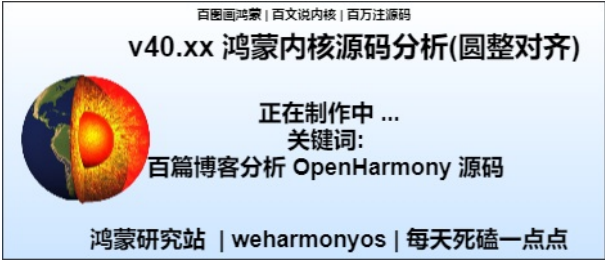 百图画鸿蒙 | 百文说内核 | 百万注源码
v40.xx 鸿蒙内核源码分析(圆整对齐)
正在制作中 ...
关键词:
百篇博客分析 OpenHarmony 源码
鸿蒙研究站 | weharmonyos | 每天死磕一点点